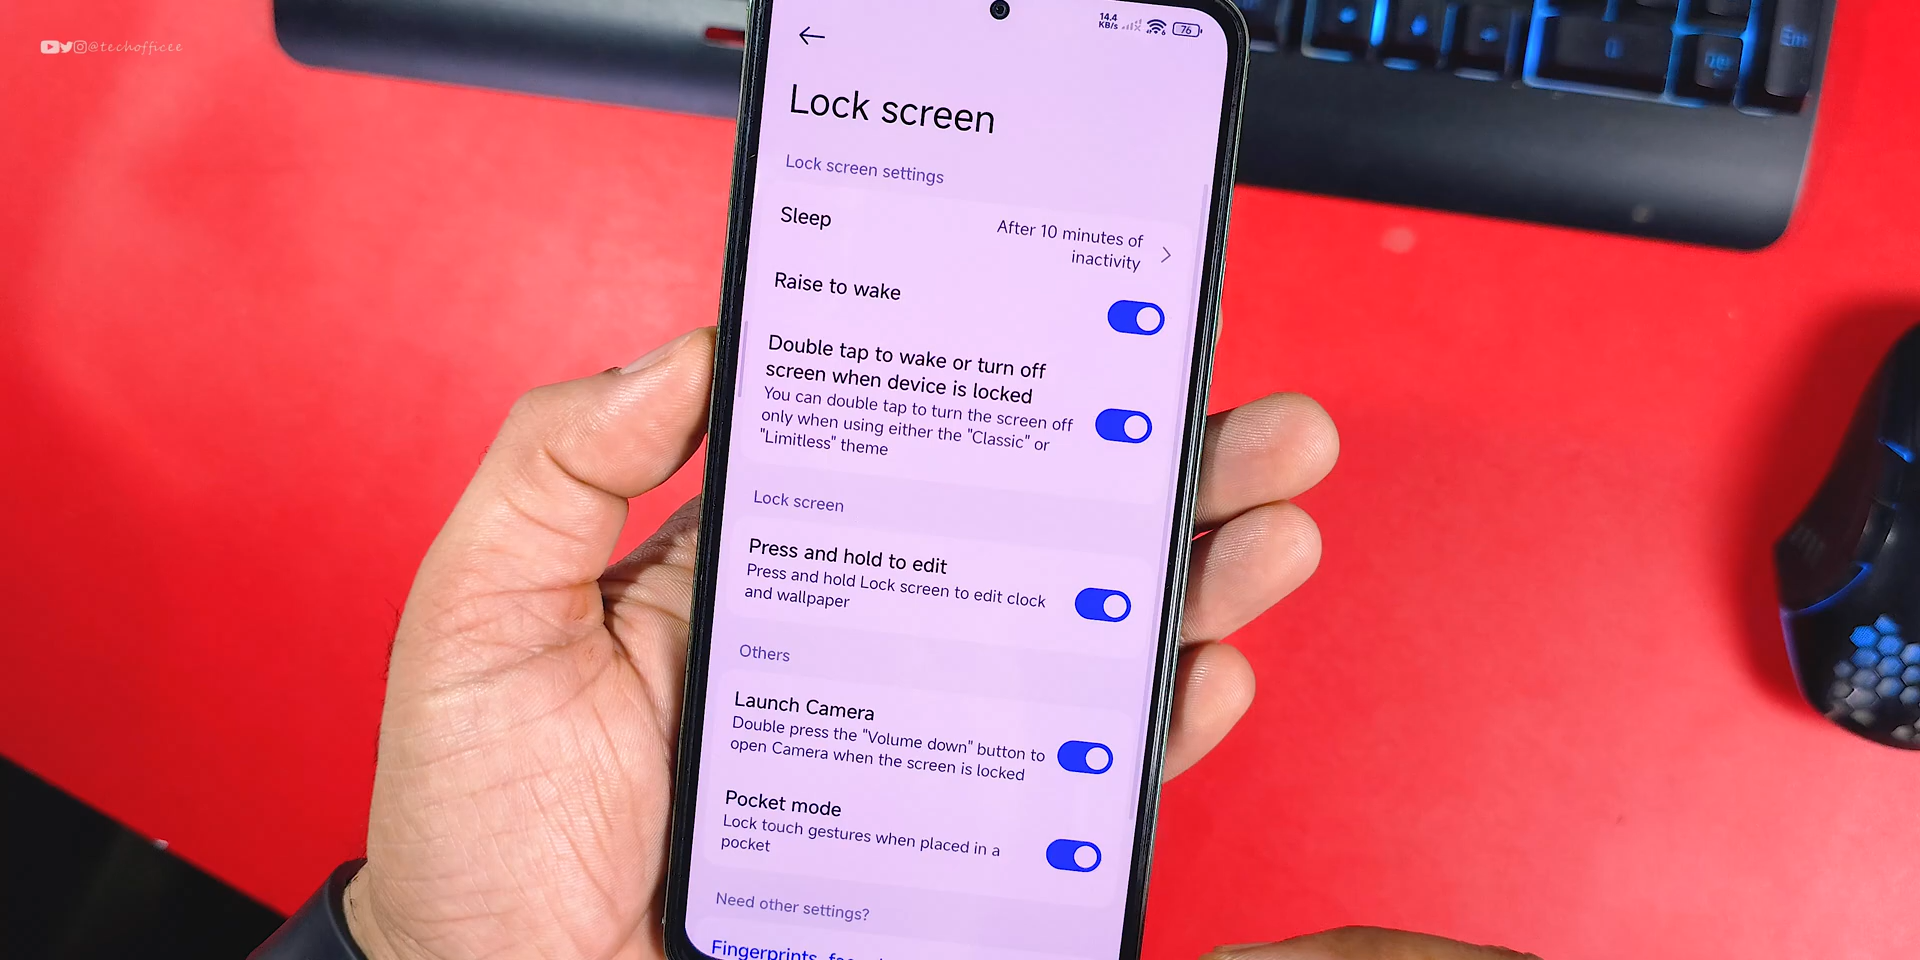 @techofficee
14.4
KB/s
76
Lock screen
Lock screen settings
Sleep
After 10 minutes of
inactivity
Raise to wake
Double tap to wake or turn off
screen when device is locked
You can double tap to turn the screen off
only when using either the "Classic" or
"Limitless" theme
Lock screen
Press and hold to edit
Press and hold Lock screen to edit clock
and wallpaper
Others
Launch Camera
Double press the "Volume down" button to
open Camera when the screen is locked
Pocket mode
Lock touch gestures when placed in a
pocket
Need other settings?
Fingerprints,